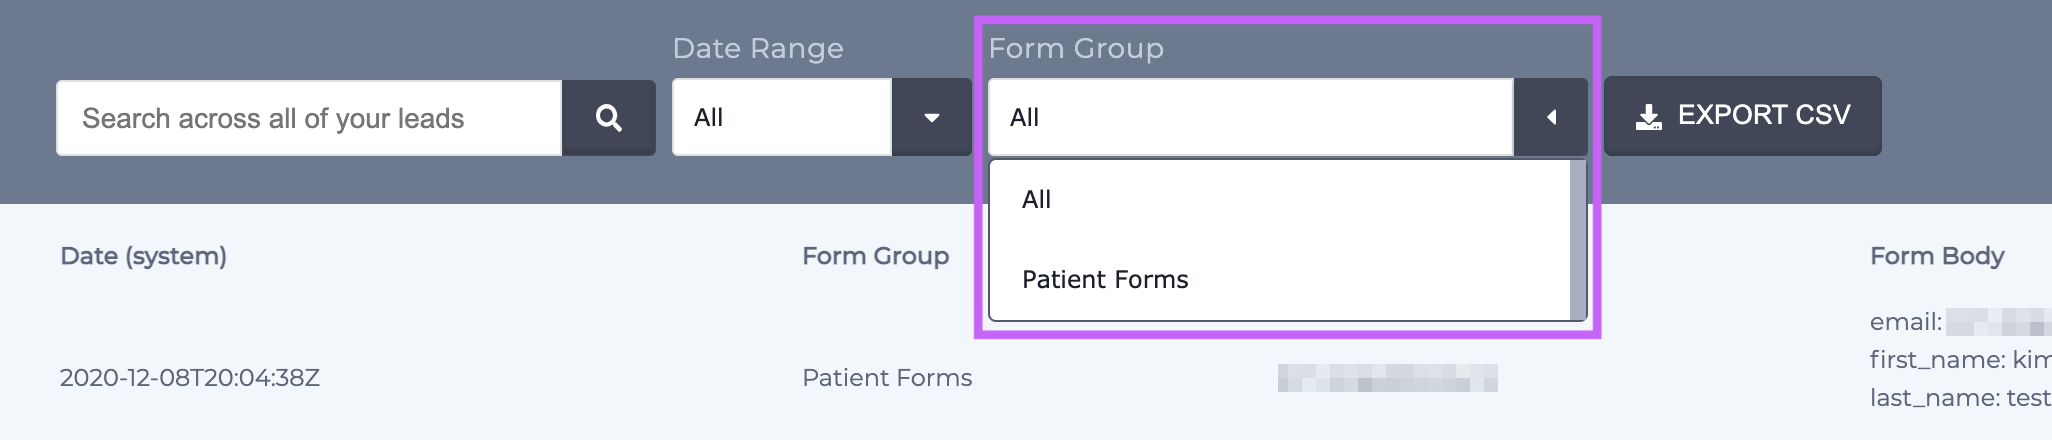 Date Range
Form Group
Search across all of your leads
All
All
EXPORT CSV
All
Patient Forms
Date (system)
Form Group
Form Body
2020-12-08T20:04:38Z
Patient Forms
email:
first_name: kim
last_name: test